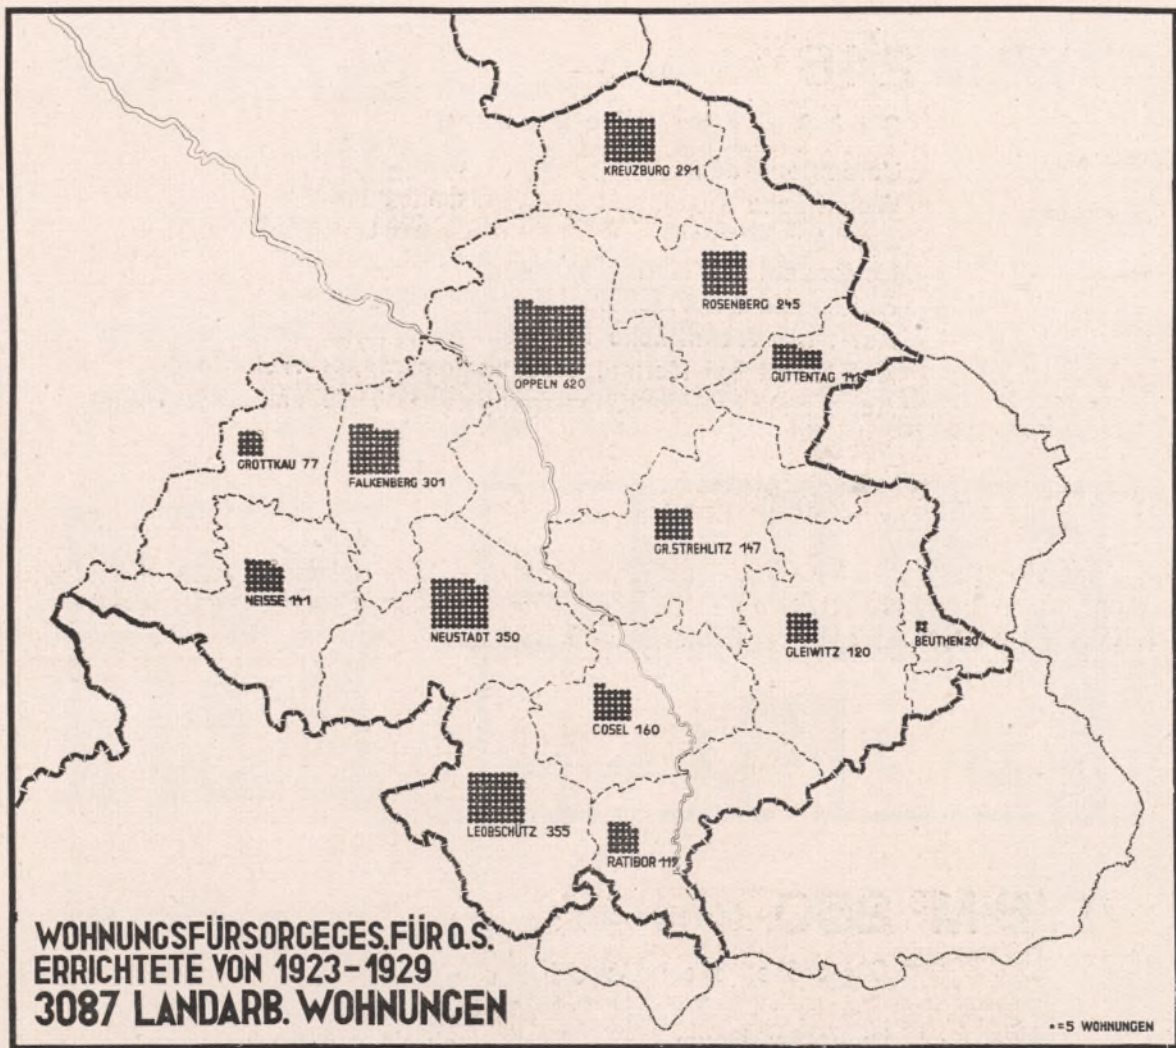 KREUZBURG 291
ROSENBERG 245
OPPELN 620
GUTTENTAG 141
GROTTKAU 77
FALKENBERG 301
GR.STREHLITZ 147
NEISSE 141
NEUSTADT 350
GLEIWITZ 120
BEUTHEN 20
COSEL 160
LEOBSCHÜTZ 355
RATIBOR 119
WOHNUNGSFÜRSORGEGES.FÜR O.S.
ERRICHTETE VON 1923-1929
3087 LANDARB. WOHNUNGEN
•=5 WOHNUNGEN